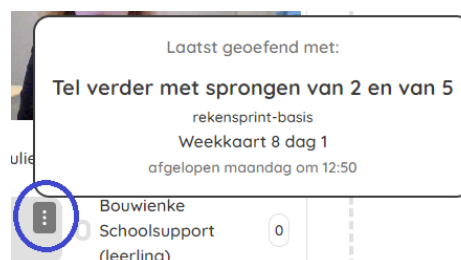 Laatst geoefend met:
Tel verder met sprongen van 2 en van 5
rekensprint-basis
Weekkaart 8 dag 1
afgelopen maandag om 12:50
Bouwienke
Schoolsupport
(leerling)
0